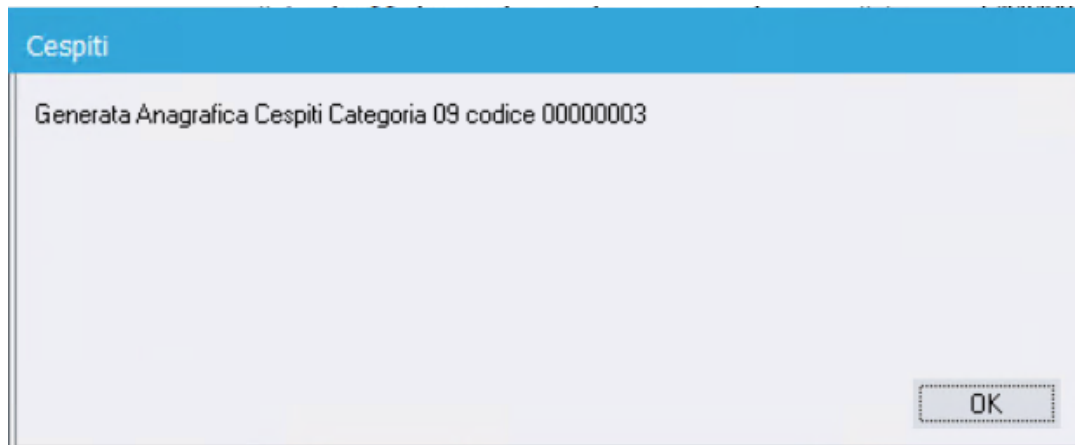 Cespiti
Generata Anagrafica Cespiti Categoria 09 codice 00000003
OK